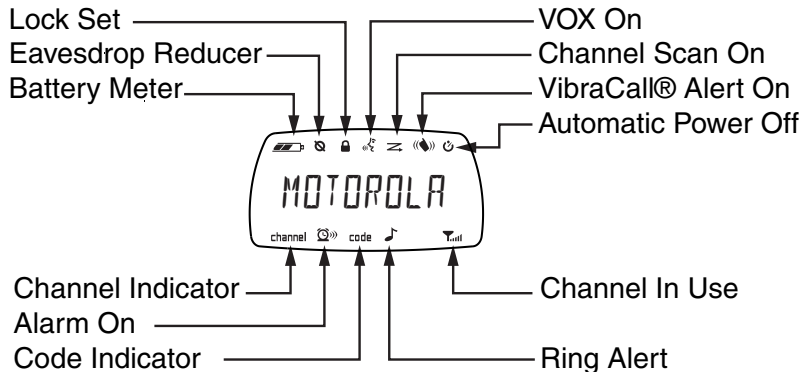 Lock Set
VOX On
Eavesdrop Reducer
Channel Scan On
Battery Meter
VibraCall® Alert On
Automatic Power Off
MOTOROLA
channel code
Channel Indicator
Channel In Use
Alarm On
Code Indicator
Ring Alert